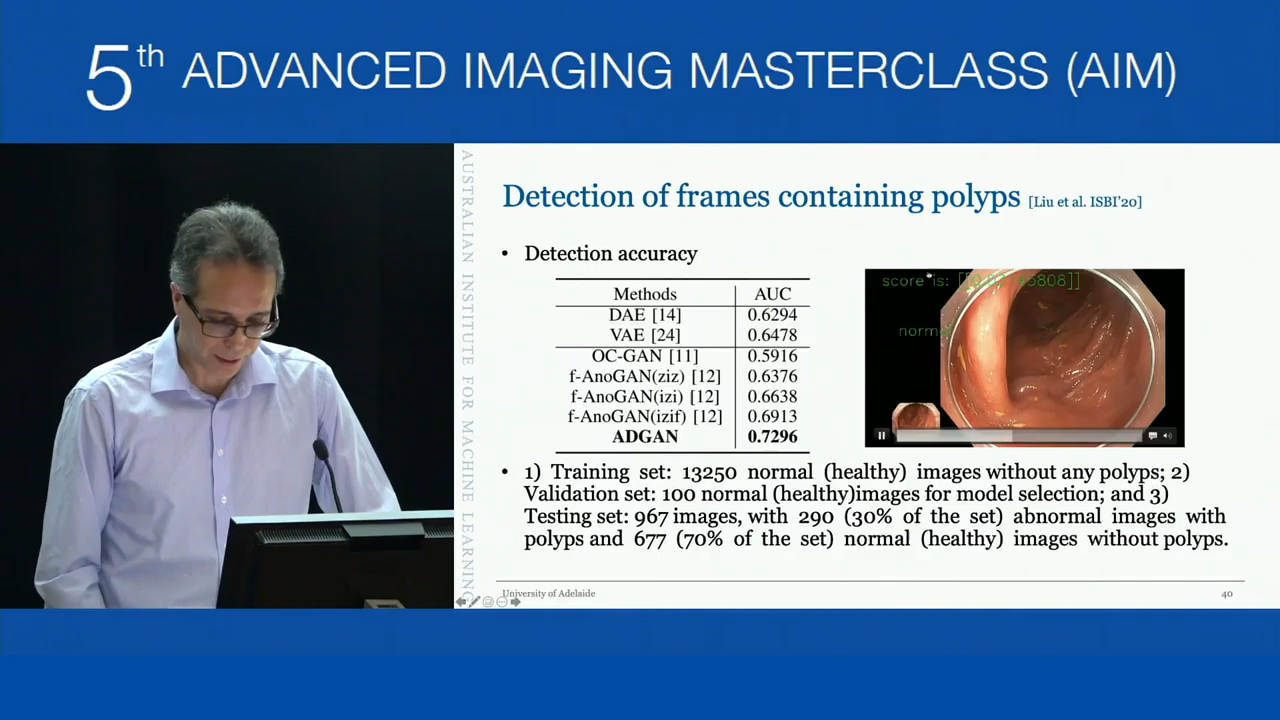 5th ADVANCED IMAGING MASTERCLASS (AIM)
AUSTRALIAN INSTITUTE FOR MACHINE LEARNING
Detection of frames containing polyps [Liu et al. ISBI'20]
• Detection accuracy
Methods AUC
DAE [14] 0.6294
VAE [24] 0.6478
OC-GAN [11] 0.5916
f-AnoGAN(ziz) [12] 0.6376
f-AnoGAN(izi) [12] 0.6638
f-AnoGAN(izif) [12] 0.6913
ADGAN 0.7296
score is:
• 1) Training set: 13250 normal (healthy) images without any polyps; 2)
Validation set: 100 normal (healthy)images for model selection; and 3)
Testing set: 967 images, with 290 (30% of the set) abnormal images with
polyps and 677 (70% of the set) normal (healthy) images without polyps.
University of Adelaide
40